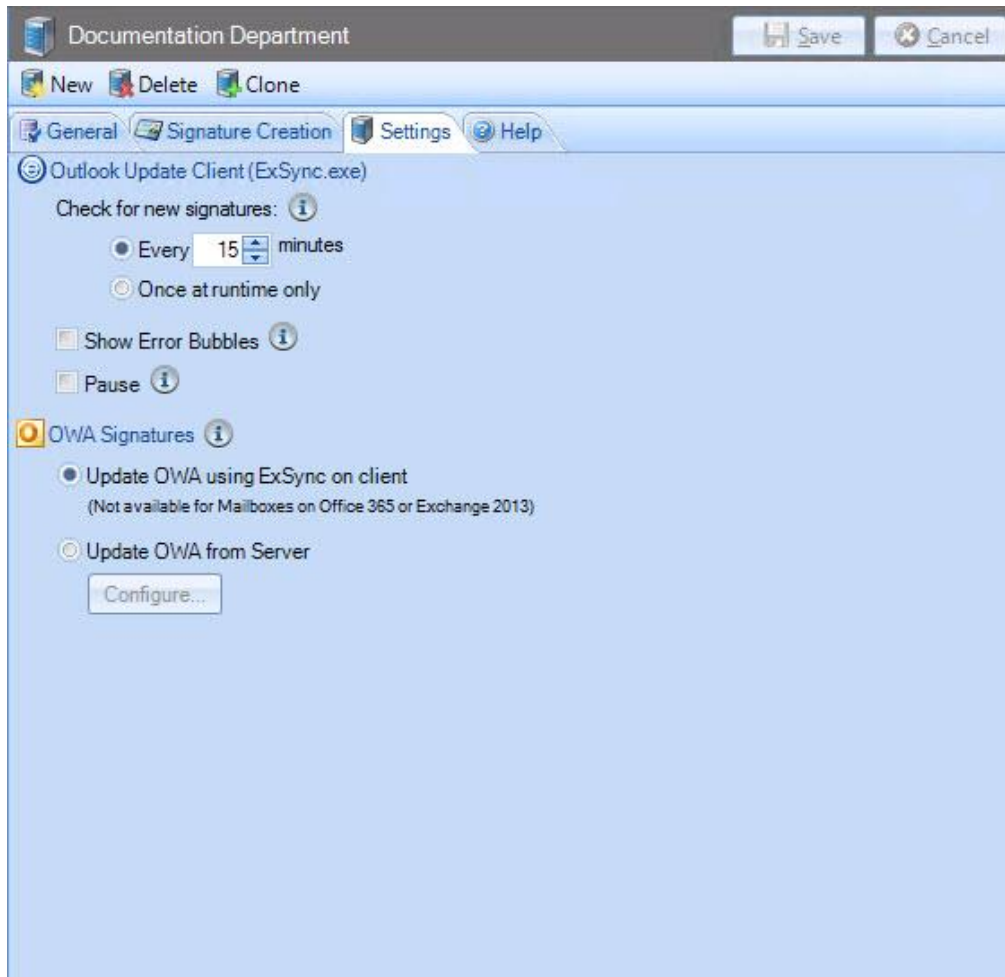 Documentation Department Save Cancel
New Delete Clone
General Signature Creation Settings Help
Outlook Update Client (ExSync.exe)
Check for new signatures:
Every 15 minutes
Once at runtime only
Show Error Bubbles
Pause
OWA Signatures
Update OWA using ExSync on client
(Not available for Mailboxes on Office 365 or Exchange 2013)
Update OWA from Server
Configure...